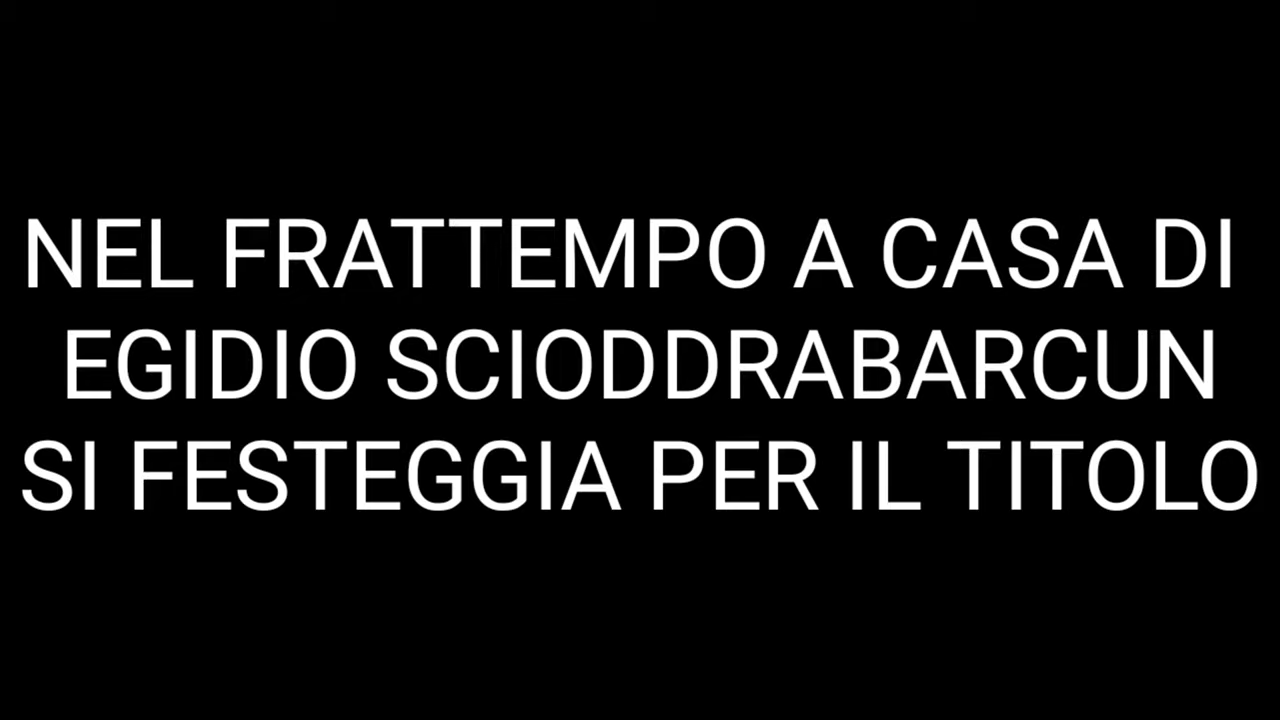 NEL FRATTEMPO A CASA DI
EGIDIO SCIODDRABARCUN
SI FESTEGGIA PER IL TITOLO